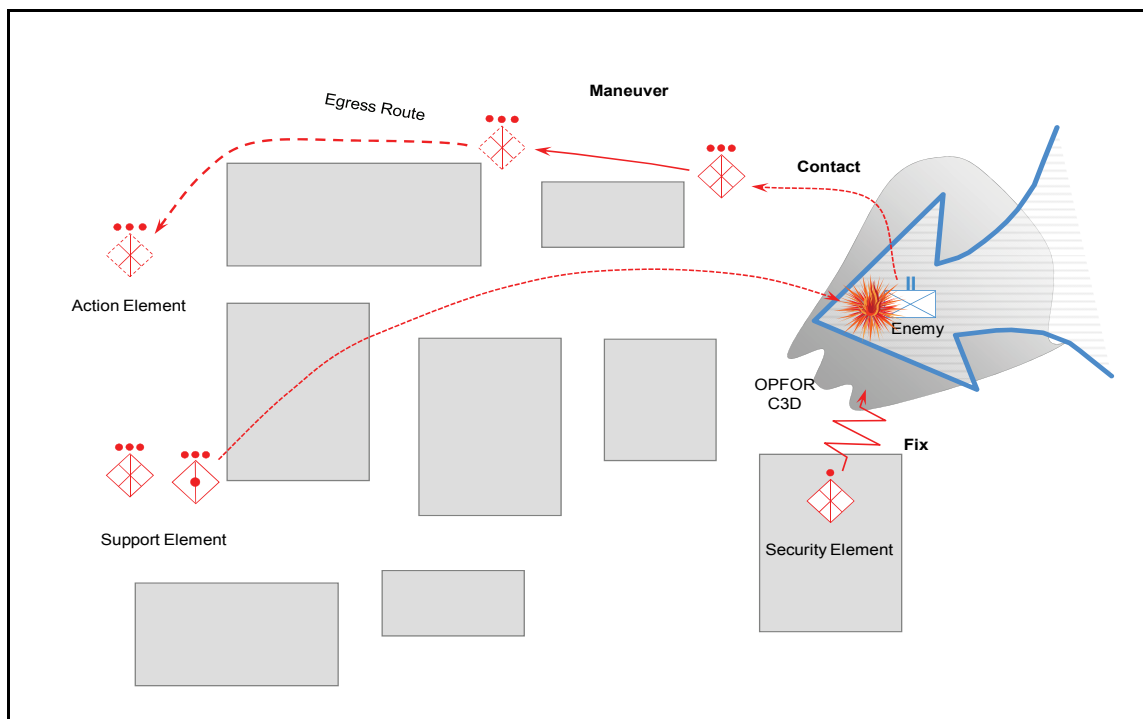 Egress Route
Maneuver
Contact
Action Element
Enemy
OPFOR
C3D
Fix
Support Element
Security Element